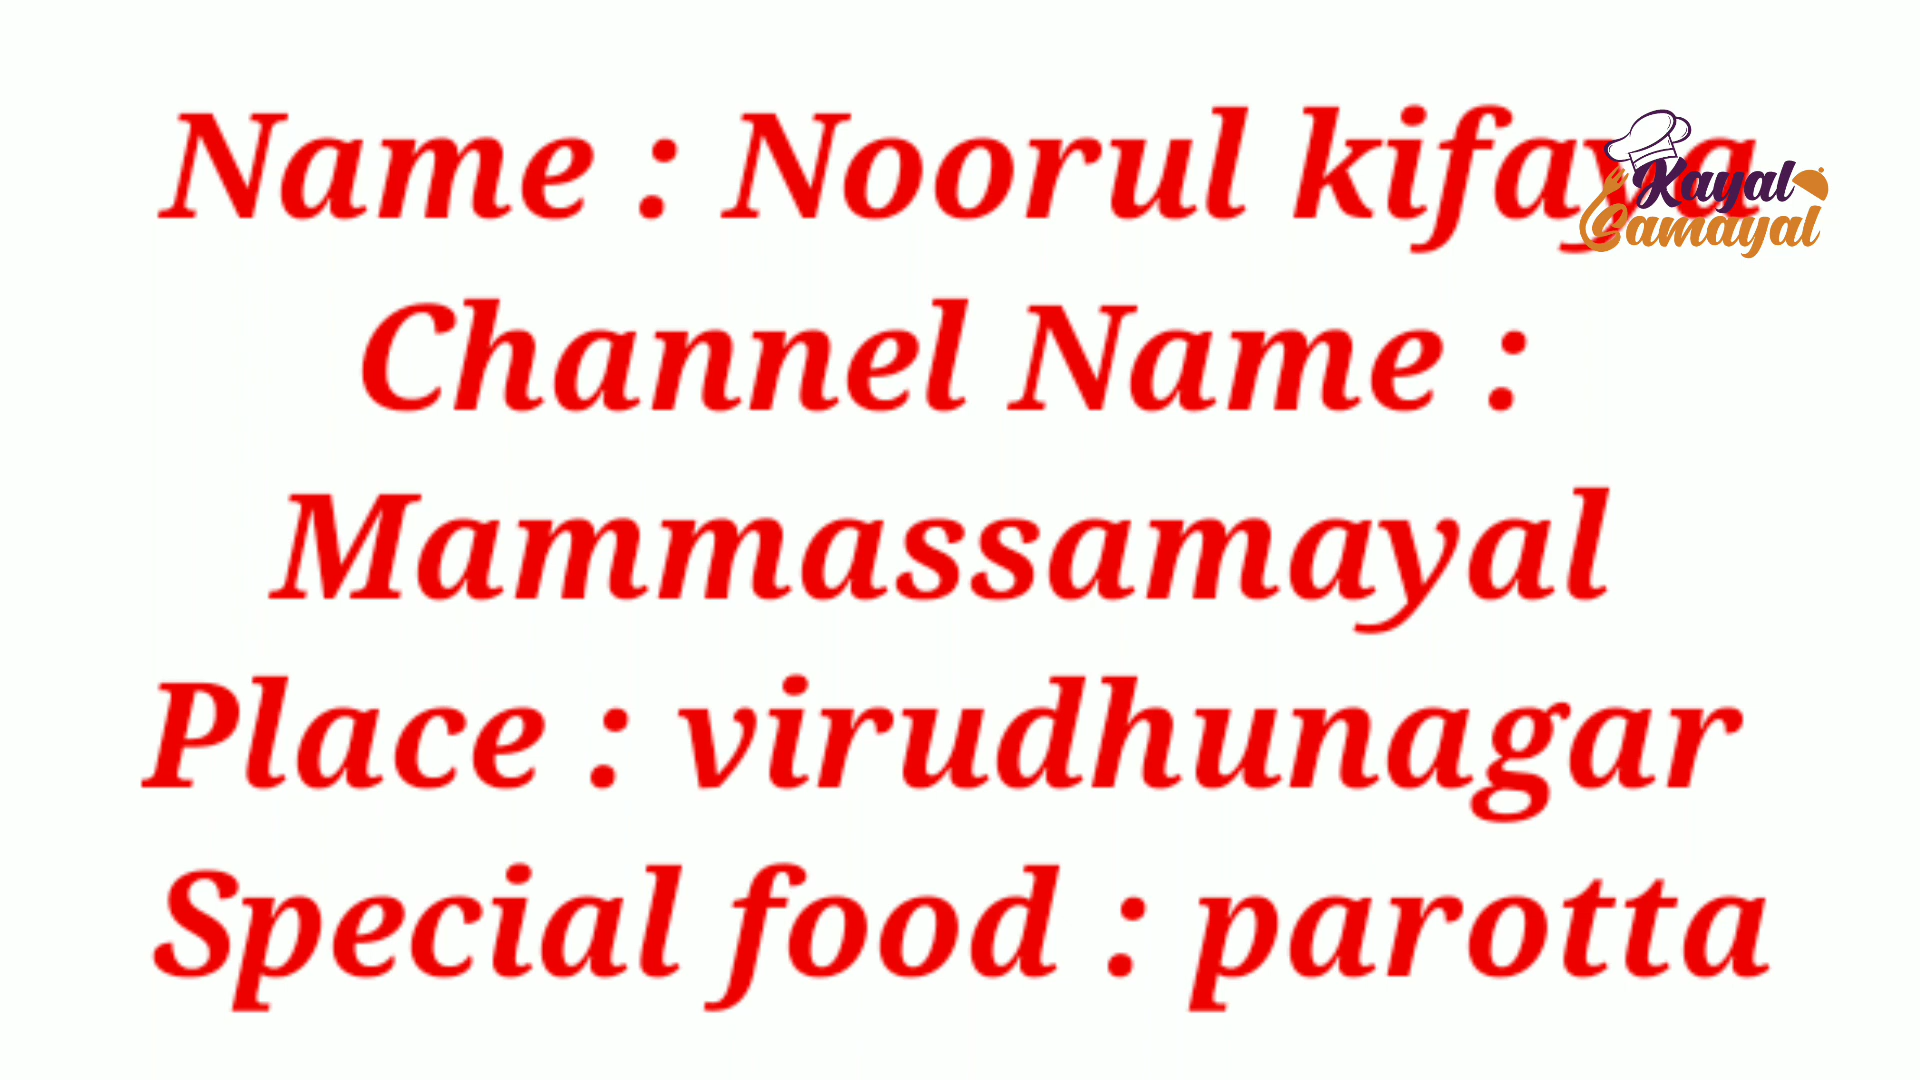 Name : Noorul kifaya
Kayal
Samayal
Channel Name :
Mammassamayal
Place : virudhunagar
Special food : parotta